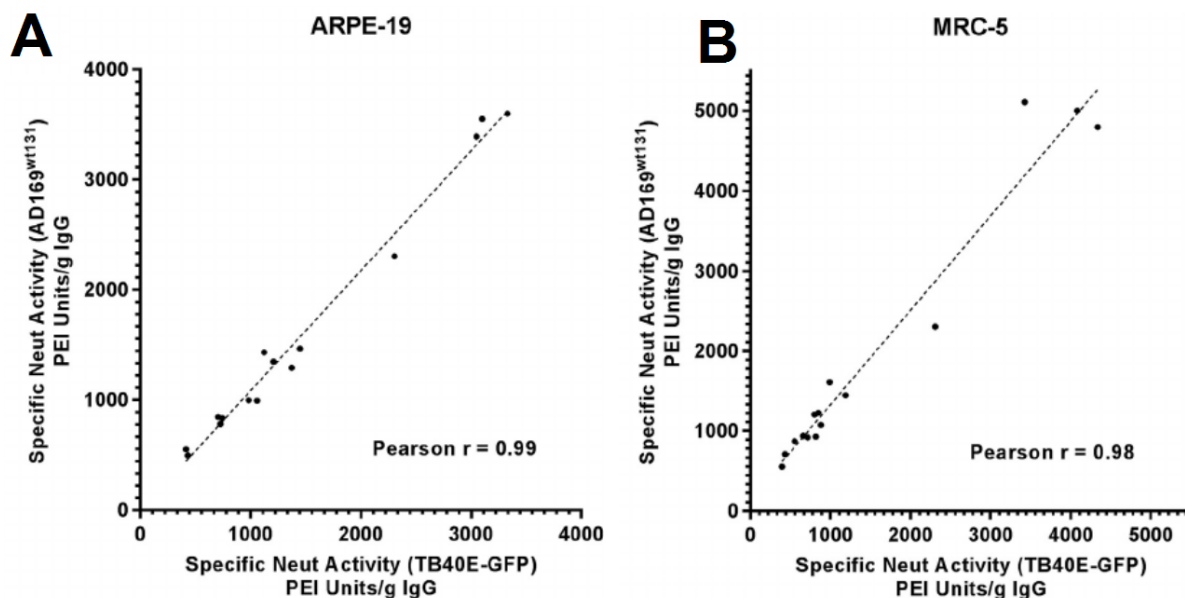 A
ARPE-19
Specific Neut Activity (AD169wt131)
PEI Units/g IgG
4000
3000
2000
1000
0
Pearson r = 0.99
0 1000 2000 3000 4000
Specific Neut Activity (TB40E-GFP)
PEI Units/g IgG
B
MRC-5
Specific Neut Activity (AD169wt131)
PEI Units/g IgG
5000
4000
3000
2000
1000
0
Pearson r = 0.98
0 1000 2000 3000 4000 5000
Specific Neut Activity (TB40E-GFP)
PEI Units/g IgG